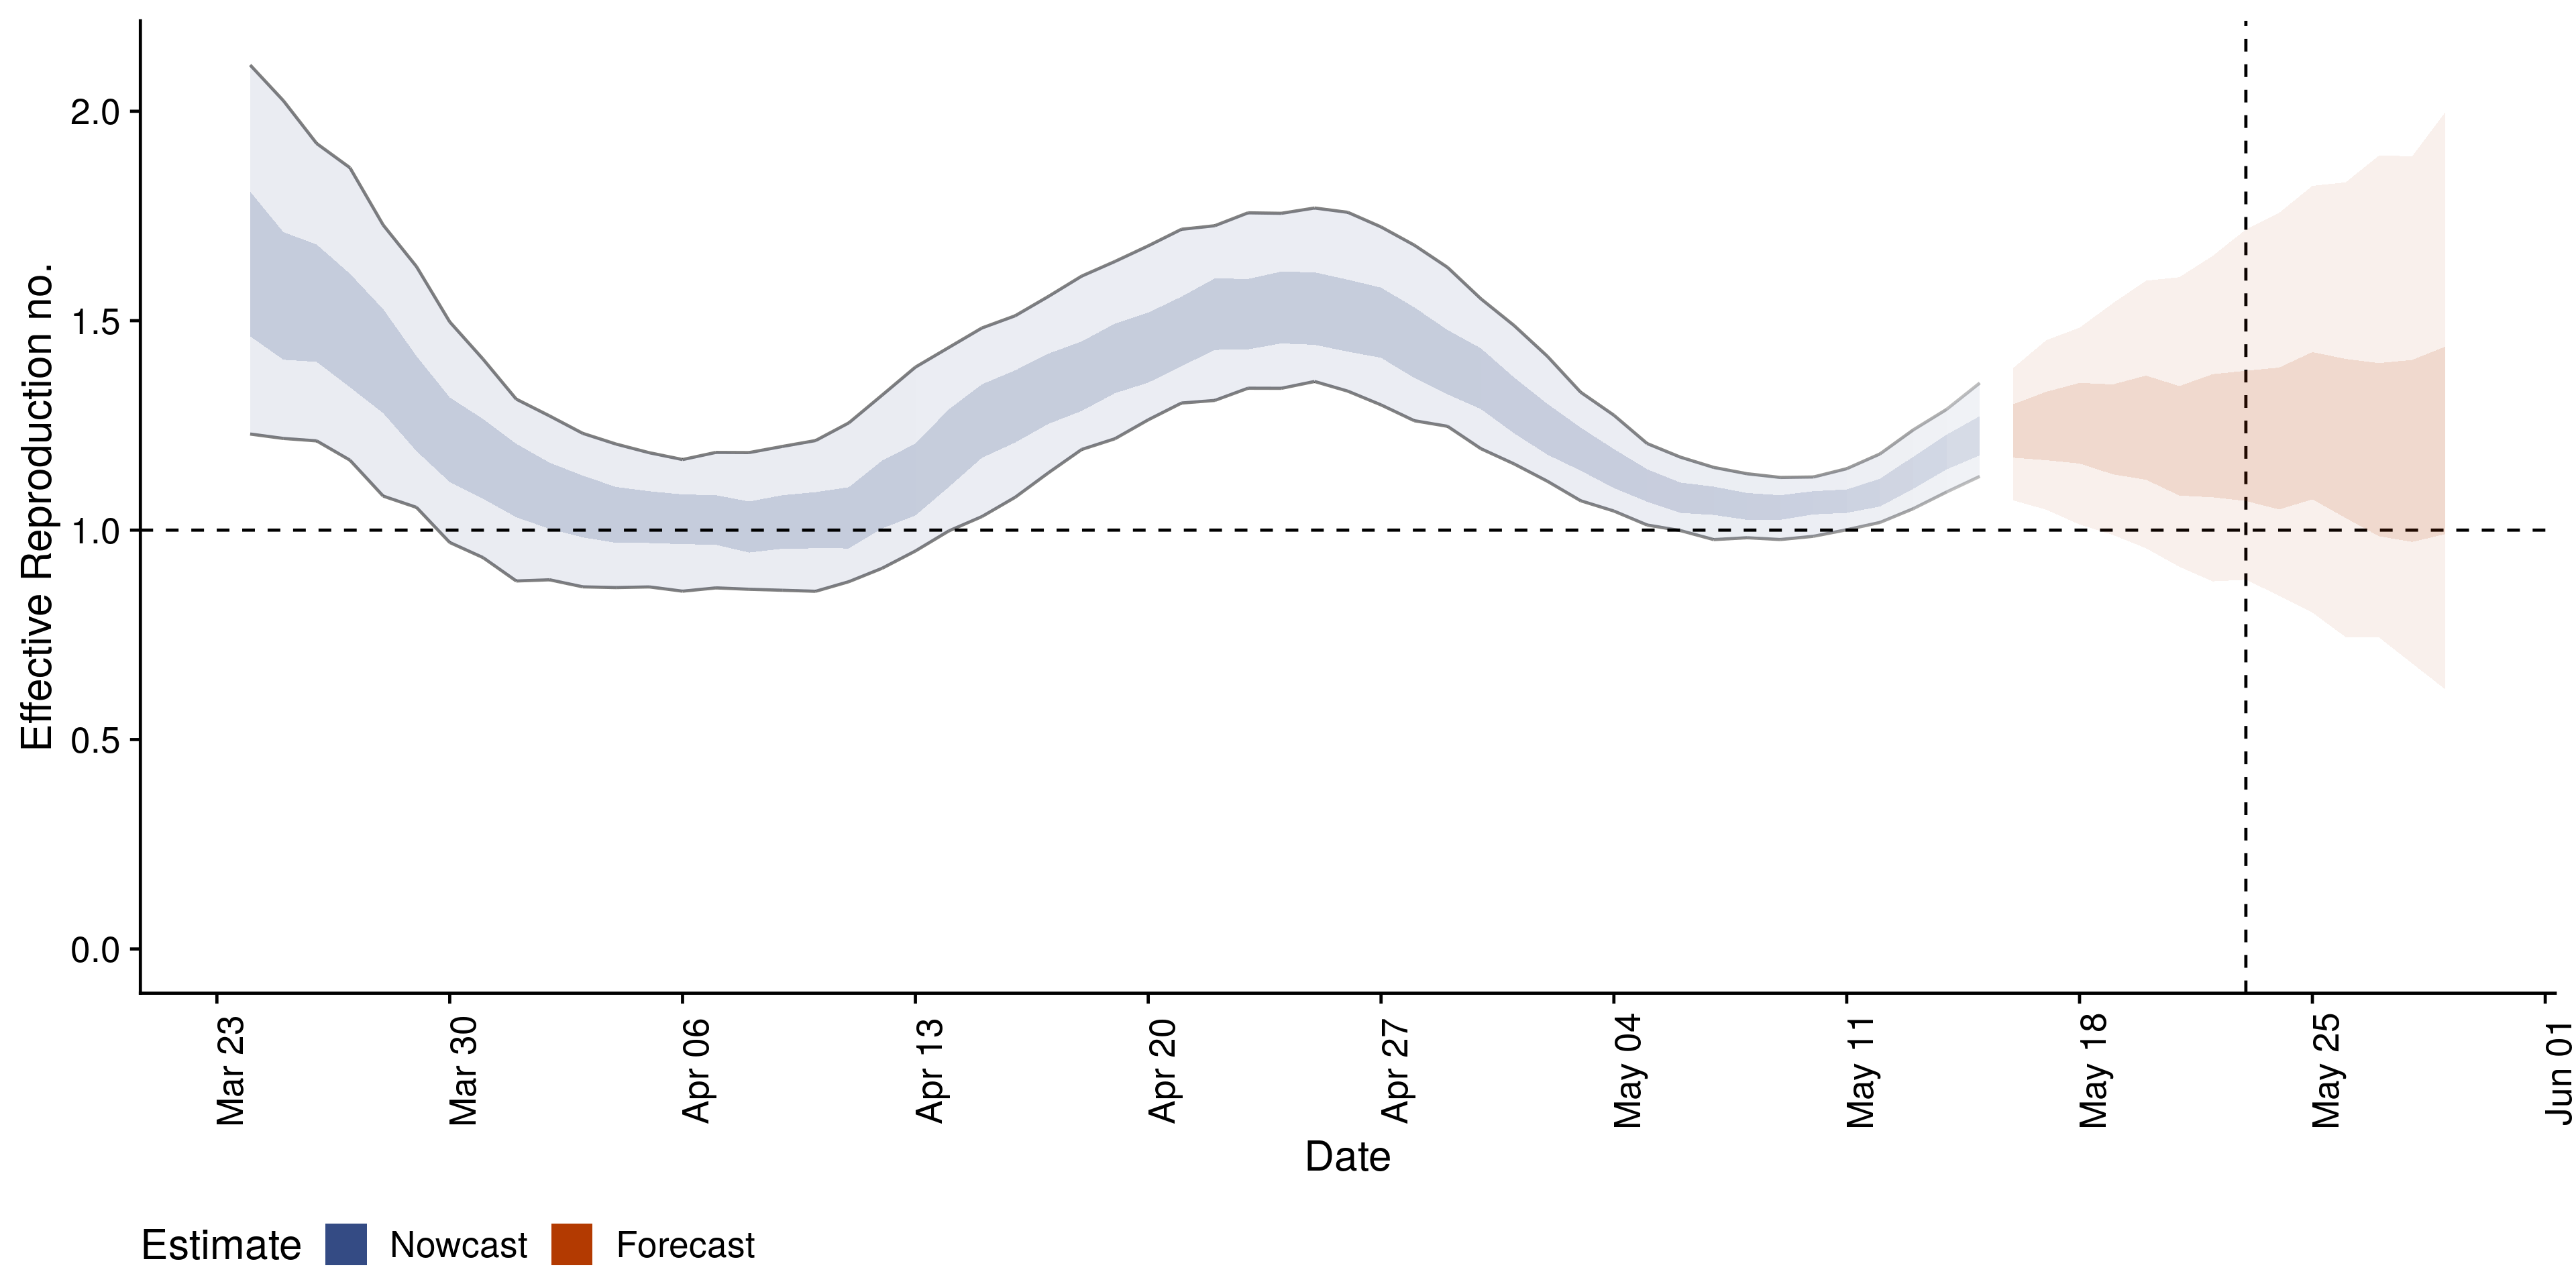 Effective Reproduction no.
2.0
1.5
1.0
0.5
0.0
Mar 23
Mar 30
Apr 06
Apr 13
Apr 20
Apr 27
May 04
May 11
May 18
May 25
Jun 01
Date
Estimate Nowcast Forecast